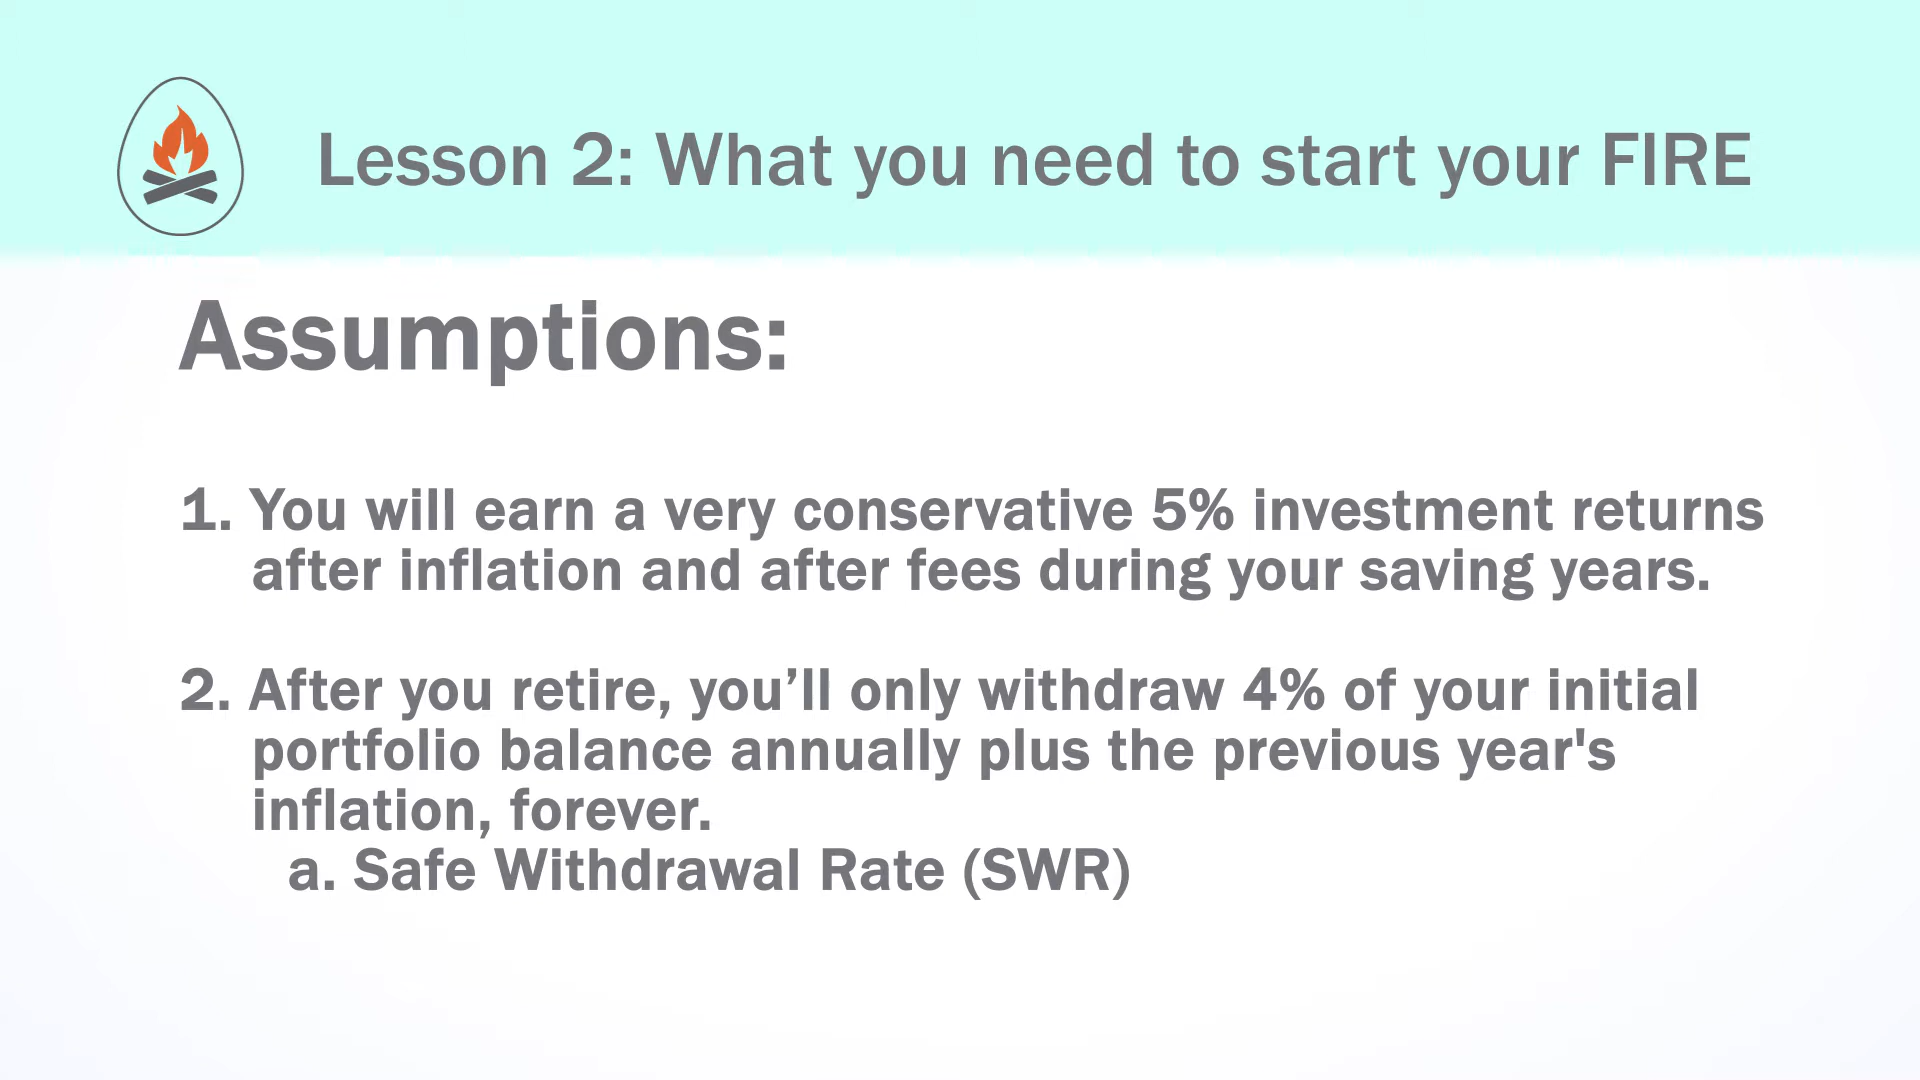 Lesson 2: What you need to start your FIRE
Assumptions:
1. You will earn a very conservative 5% investment returns
after inflation and after fees during your saving years.
2. After you retire, you’ll only withdraw 4% of your initial
portfolio balance annually plus the previous year's
inflation, forever.
a. Safe Withdrawal Rate (SWR)